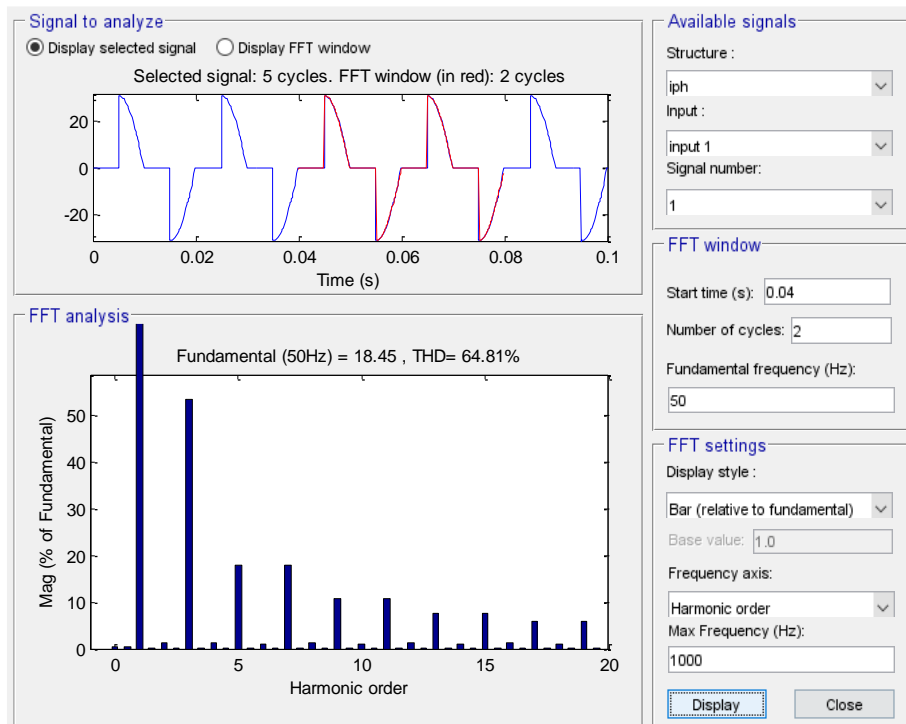 Signal to analyze
Display selected signal Display FFT window
Selected signal: 5 cycles. FFT window (in red): 2 cycles
20
0
-20
0 0.02 0.04 0.06 0.08 0.1
Time (s)
FFT analysis
Fundamental (50Hz) = 18.45 , THD= 64.81%
Mag (% of Fundamental)
50
40
30
20
10
0
0 5 10 15 20
Harmonic order
Available signals
Structure :
iph
Input :
input 1
Signal number:
1
FFT window
Start time (s): 0.04
Number of cycles: 2
Fundamental frequency (Hz):
50
FFT settings
Display style :
Bar (relative to fundamental)
Base value: 1.0
Frequency axis:
Harmonic order
Max Frequency (Hz):
1000
Display Close